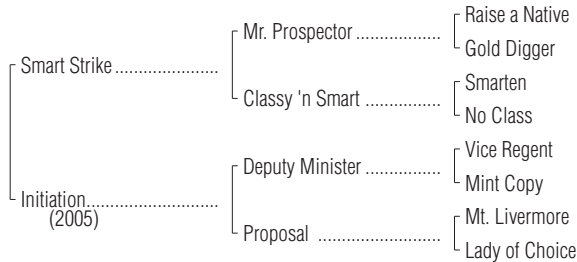 Raise a Native
Mr. Prospector ..................
Gold Digger
Smart Strike ......................
Smarten
Classy 'n Smart ................
No Class
Vice Regent
Deputy Minister ................
Mint Copy
Initiation............................
(2005)
Mt. Livermore
Proposal ..........................
Lady of Choice